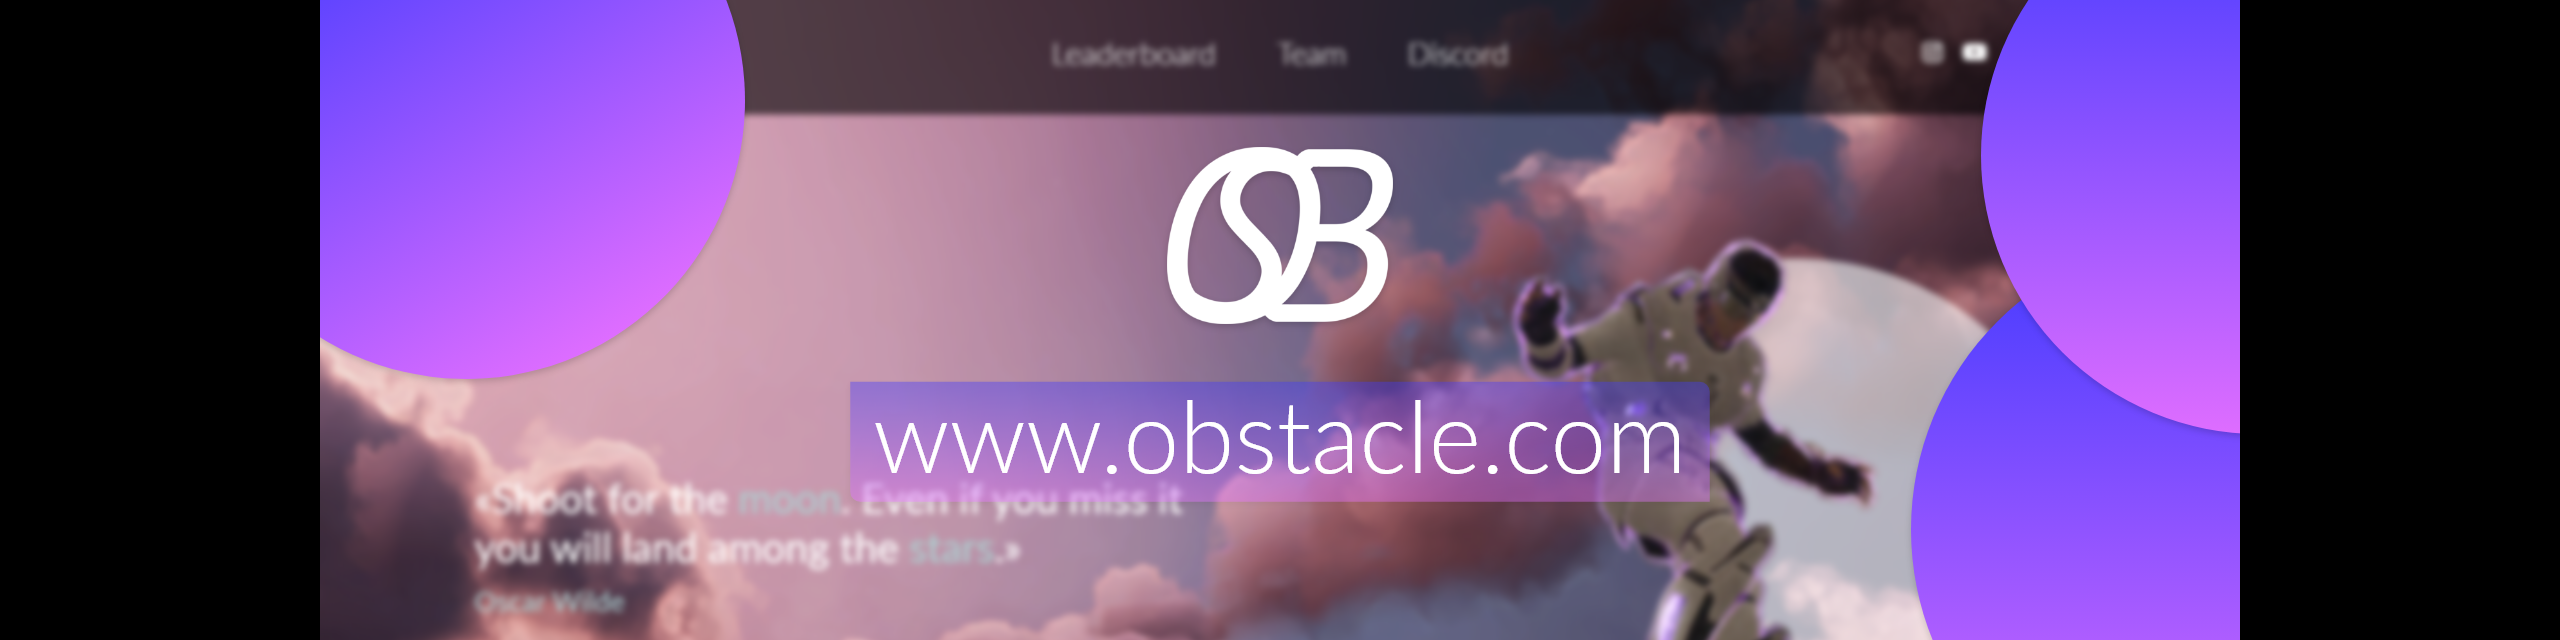 Leaderboard Team Discord
OSB
www.obstacle.com
«Shoot for the moon. Even if you miss it
you will land among the stars.»
Oscar Wilde